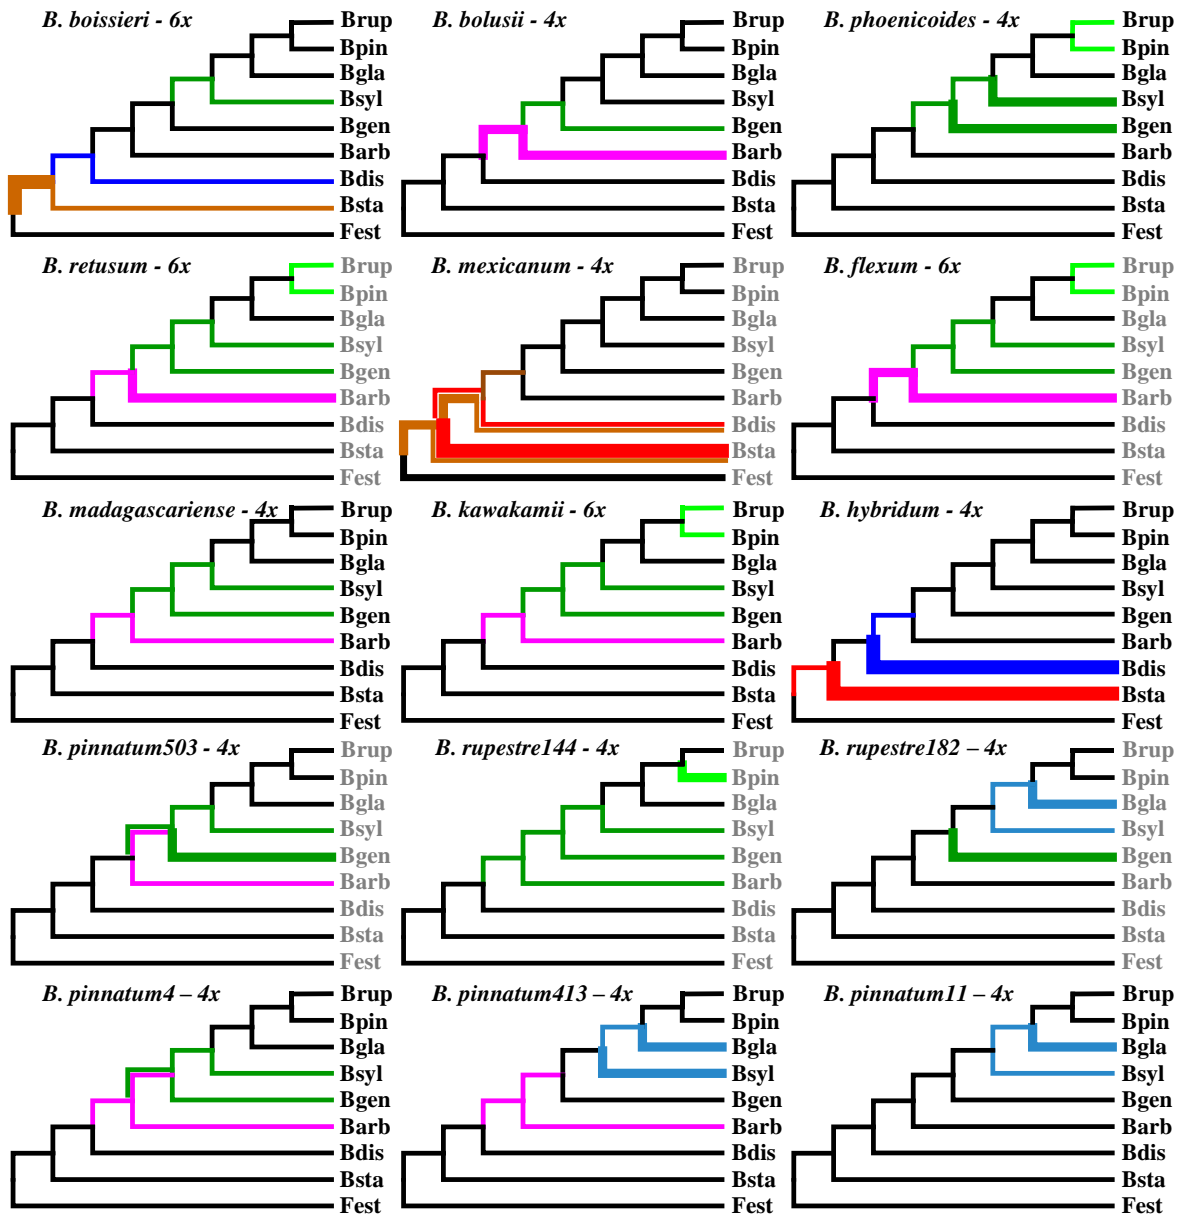 B. boissieri - 6x
Brup
Bpin
Bgla
Bsyl
Bgen
Barb
Bdis
Bsta
Fest
B. bolusii - 4x
Brup
Bpin
Bgla
Bsyl
Bgen
Barb
Bdis
Bsta
Fest
B. phoenicoides - 4x
Brup
Bpin
Bgla
Bsyl
Bgen
Barb
Bdis
Bsta
Fest
B. retusum - 6x
Brup
Bpin
Bgla
Bsyl
Bgen
Barb
Bdis
Bsta
Fest
B. mexicanum - 4x
Brup
Bpin
Bgla
Bsyl
Bgen
Barb
Bdis
Bsta
Fest
B. flexum - 6x
Brup
Bpin
Bgla
Bsyl
Bgen
Barb
Bdis
Bsta
Fest
B. madagascariense - 4x
Brup
Bpin
Bgla
Bsyl
Bgen
Barb
Bdis
Bsta
Fest
B. kawakamii - 6x
Brup
Bpin
Bgla
Bsyl
Bgen
Barb
Bdis
Bsta
Fest
B. hybridum - 4x
Brup
Bpin
Bgla
Bsyl
Bgen
Barb
Bdis
Bsta
Fest
B. pinnatum503 - 4x
Brup
Bpin
Bgla
Bsyl
Bgen
Barb
Bdis
Bsta
Fest
B. rupestre144 - 4x
Brup
Bpin
Bgla
Bsyl
Bgen
Barb
Bdis
Bsta
Fest
B. rupestre182 – 4x
Brup
Bpin
Bgla
Bsyl
Bgen
Barb
Bdis
Bsta
Fest
B. pinnatum4 – 4x
Brup
Bpin
Bgla
Bsyl
Bgen
Barb
Bdis
Bsta
Fest
B. pinnatum413 – 4x
Brup
Bpin
Bgla
Bsyl
Bgen
Barb
Bdis
Bsta
Fest
B. pinnatum11 – 4x
Brup
Bpin
Bgla
Bsyl
Bgen
Barb
Bdis
Bsta
Fest